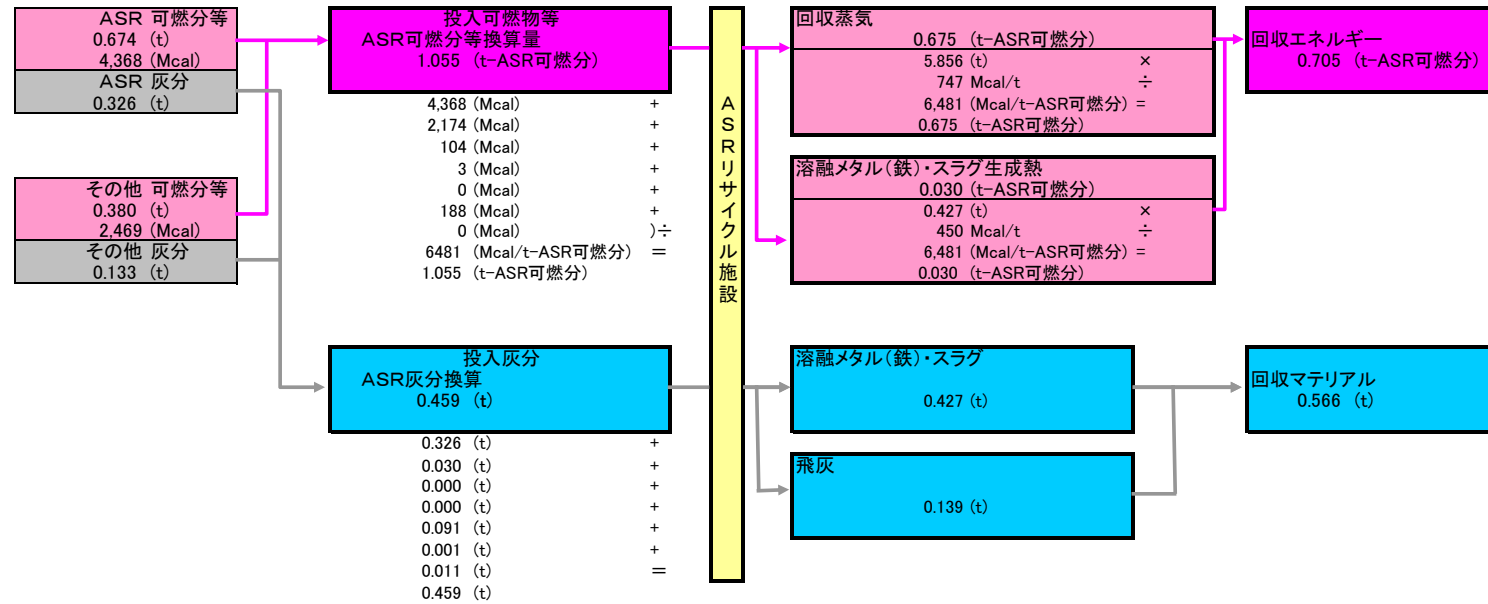 ASR 可燃分等
0.674 (t)
4,368 (Mcal)
ASR 灰分
0.326 (t)
その他 可燃分等
0.380 (t)
2,469 (Mcal)
その他 灰分
0.133 (t)
投入可燃物等
ASR可燃分等換算量
1.055 (t-ASR可燃分)
4,368 (Mcal) +
2,174 (Mcal) +
104 (Mcal) +
3 (Mcal) +
0 (Mcal) +
188 (Mcal) +
0 (Mcal) )÷
6481 (Mcal/t-ASR可燃分) =
1.055 (t-ASR可燃分)
投入灰分
ASR灰分換算
0.459 (t)
0.326 (t) +
0.030 (t) +
0.000 (t) +
0.000 (t) +
0.091 (t) +
0.001 (t) +
0.011 (t) =
0.459 (t)
ASRリサイクル施設
回収蒸気
0.675 (t-ASR可燃分)
5.856 (t) ×
747 Mcal/t ÷
6,481 (Mcal/t-ASR可燃分) =
0.675 (t-ASR可燃分)
溶融メタル(鉄)・スラグ生成熱
0.030 (t-ASR可燃分)
0.427 (t) ×
450 Mcal/t ÷
6,481 (Mcal/t-ASR可燃分) =
0.030 (t-ASR可燃分)
溶融メタル(鉄)・スラグ
0.427 (t)
飛灰
0.139 (t)
回収エネルギー
0.705 (t-ASR可燃分)
回収マテリアル
0.566 (t)